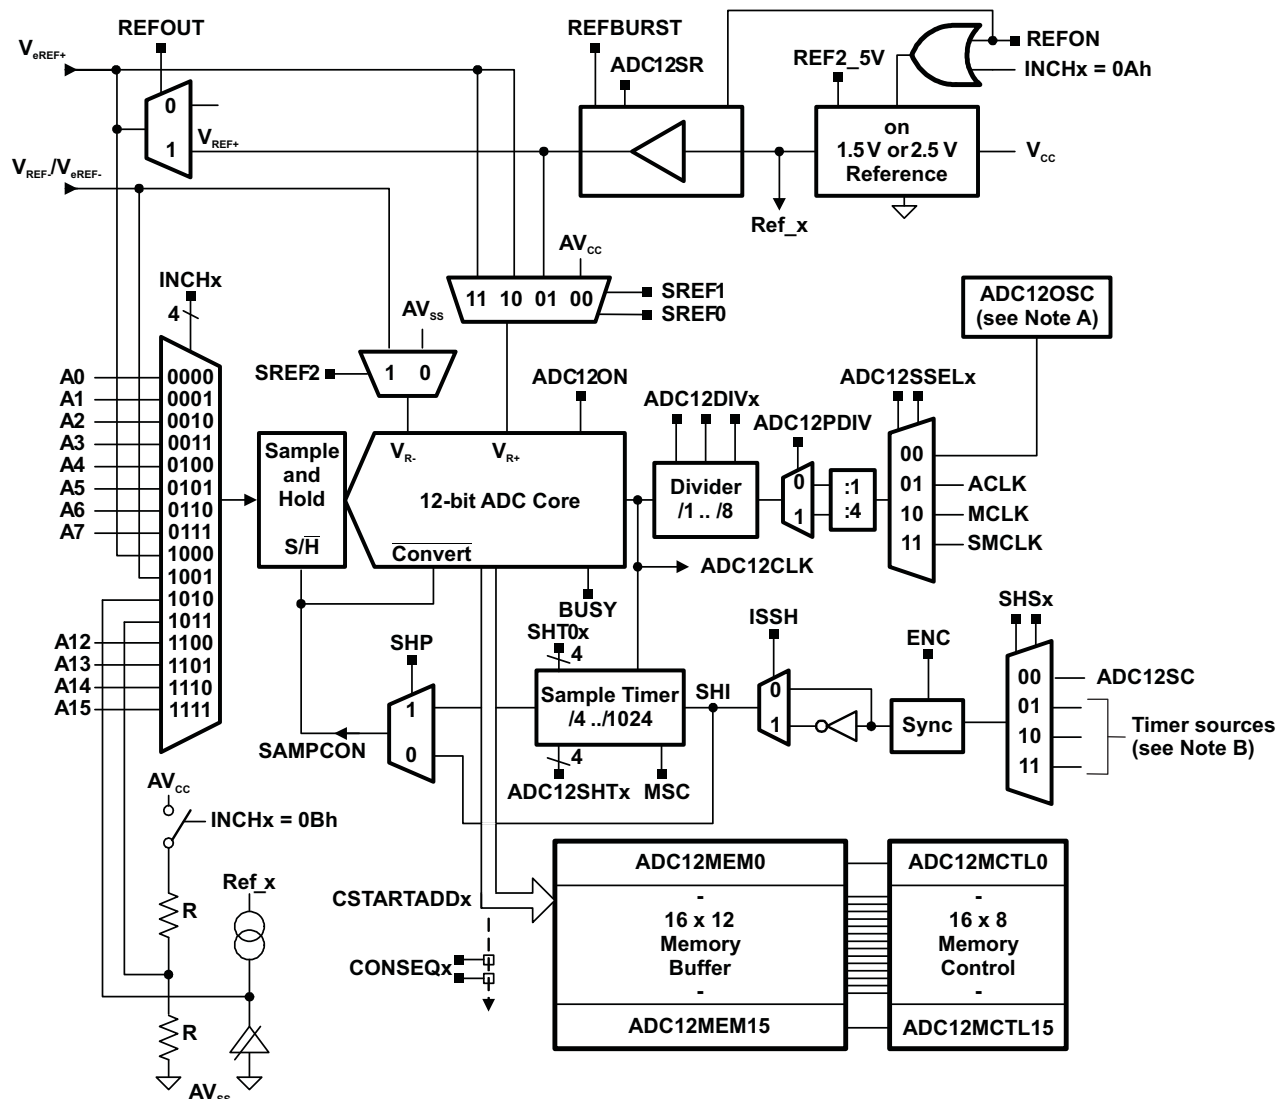 REFOUT
VeREF+
REFBURST
ADC12SR
REF2_5V
REFON
INCHx = 0Ah
0
1
VREF+
on
1.5 V or 2.5 V
Reference
VCC
VREF-/VeREF-
Ref_x
AVCC
INCHx
4
11 10 01 00
SREF1
SREF0
AVSS
SREF2
1 0
ADC12OSC
(see Note A)
ADC12ON
ADC12DIVx
ADC12PDIV
ADC12SSELx
A0 0000
A1 0001
A2 0010
A3 0011
A4 0100
A5 0101
A6 0110
A7 0111
1000
1001
1010
1011
A12 1100
A13 1101
A14 1110
A15 1111
Sample
and
Hold
S/H
VR-
VR+
12-bit ADC Core
Convert
Divider
/1 .. /8
0
1
:1
:4
00
01
10
11
ACLK
MCLK
SMCLK
ADC12CLK
BUSY
SHP
SHT0x
4
ISSH
ENC
SHSx
1
0
SAMPCON
Sample Timer
/4 ../1024
SHI
0
1
Sync
00
01
10
11
ADC12SC
Timer sources
(see Note B)
4
ADC12SHTx
MSC
AVCC
INCHx = 0Bh
Ref_x
R
R
AVSS
CSTARTADDx
CONSEQx
ADC12MEM0
-
16 x 12
Memory
Buffer
-
ADC12MEM15
ADC12MCTL0
-
16 x 8
Memory
Control
-
ADC12MCTL15